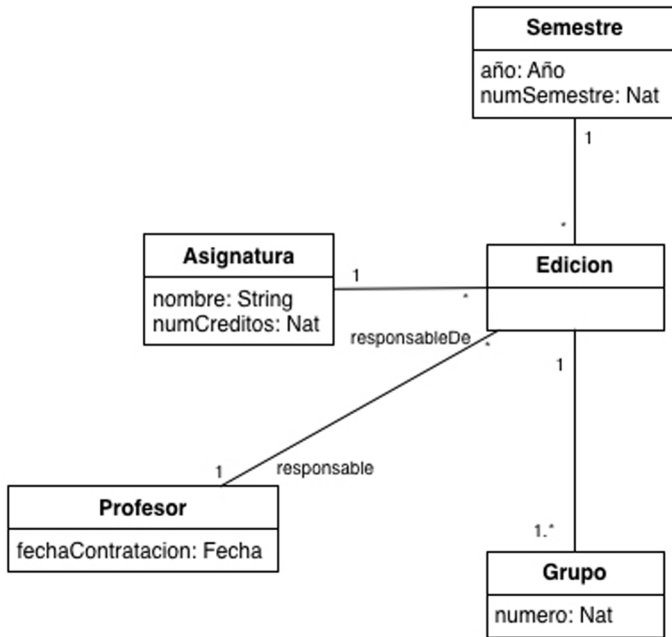 Semestre
año: Año
numSemestre: Nat
1
*
Asignatura
nombre: String
numCreditos: Nat
1
*
Edicion
responsableDe
*
1
1
responsable
Profesor
fechaContratacion: Fecha
1..*
Grupo
numero: Nat